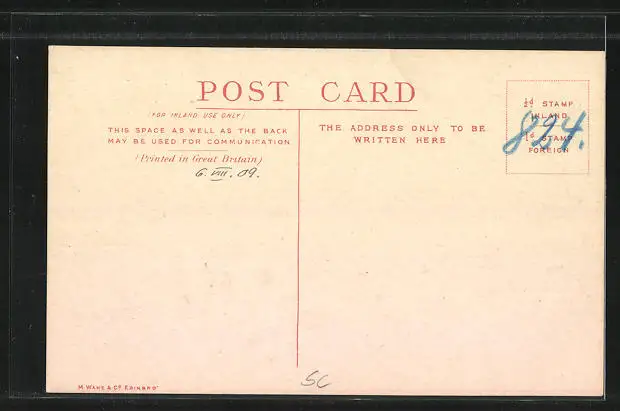 POST CARD
(FOR INLAND USE ONLY)
THIS SPACE AS WELL AS THE BACK
MAY BE USED FOR COMMUNICATION
(Printed in Great Britain)
6. VIII. 09.
THE ADDRESS ONLY TO BE
WRITTEN HERE
½d STAMP
INLAND
1d STAMP
FOREIGN
824.
SC
M. WANE & Co EDINBRO'